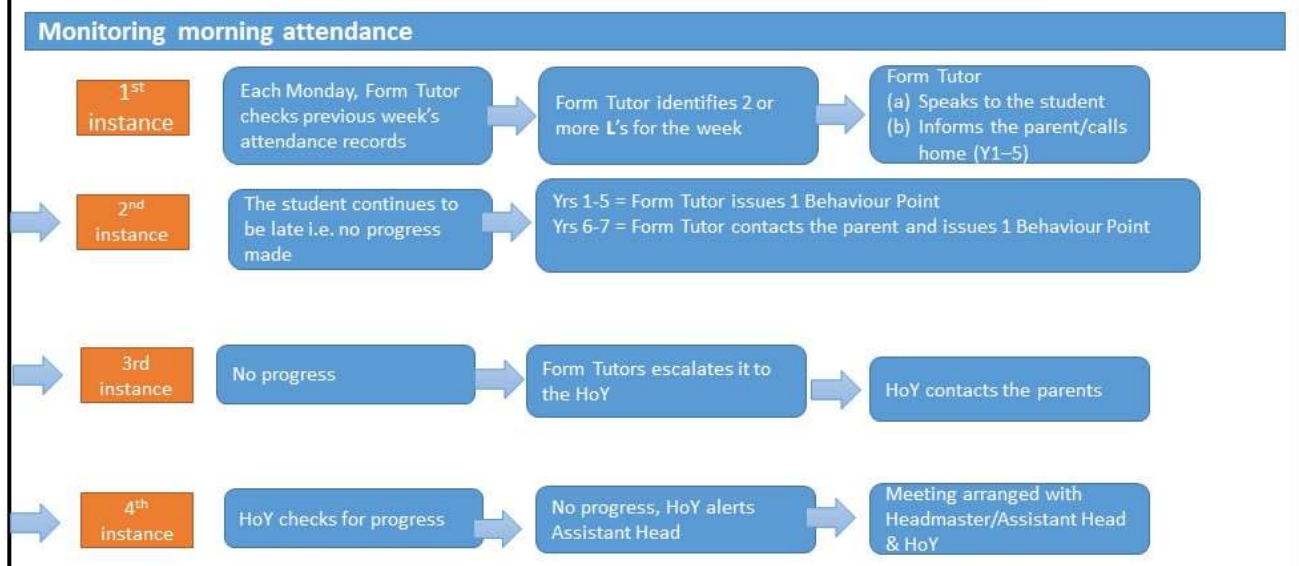 Monitoring morning attendance
1st
instance
Each Monday, Form Tutor
checks previous week's
attendance records
Form Tutor identifies 2 or
more L's for the week
Form Tutor
(a) Speaks to the student
(b) Informs the parent/calls
home (Y1–5)
2nd
instance
The student continues to
be late i.e. no progress
made
Yrs 1-5 = Form Tutor issues 1 Behaviour Point
Yrs 6-7 = Form Tutor contacts the parent and issues 1 Behaviour Point
3rd
instance
No progress
Form Tutors escalates it to
the HoY
HoY contacts the parents
4th
instance
HoY checks for progress
No progress, HoY alerts
Assistant Head
Meeting arranged with
Headmaster/Assistant Head
& HoY